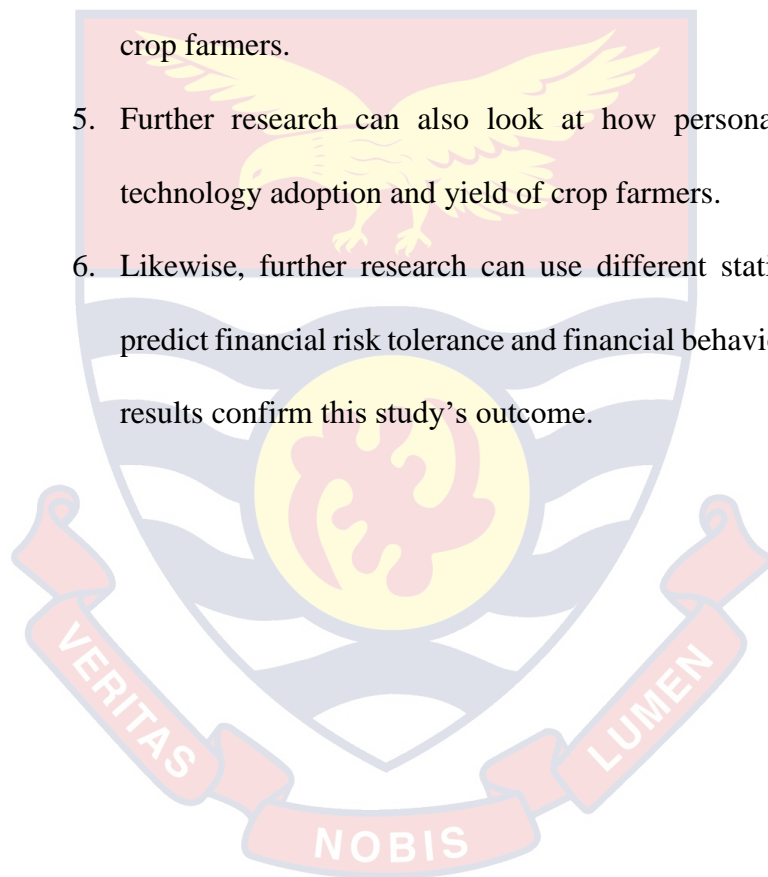 crop farmers.
5. Further research can also look at how persona
technology adoption and yield of crop farmers.
6. Likewise, further research can use different stati
predict financial risk tolerance and financial behavi
results confirm this study’s outcome.
VERITAS
NOBIS
LUMEN